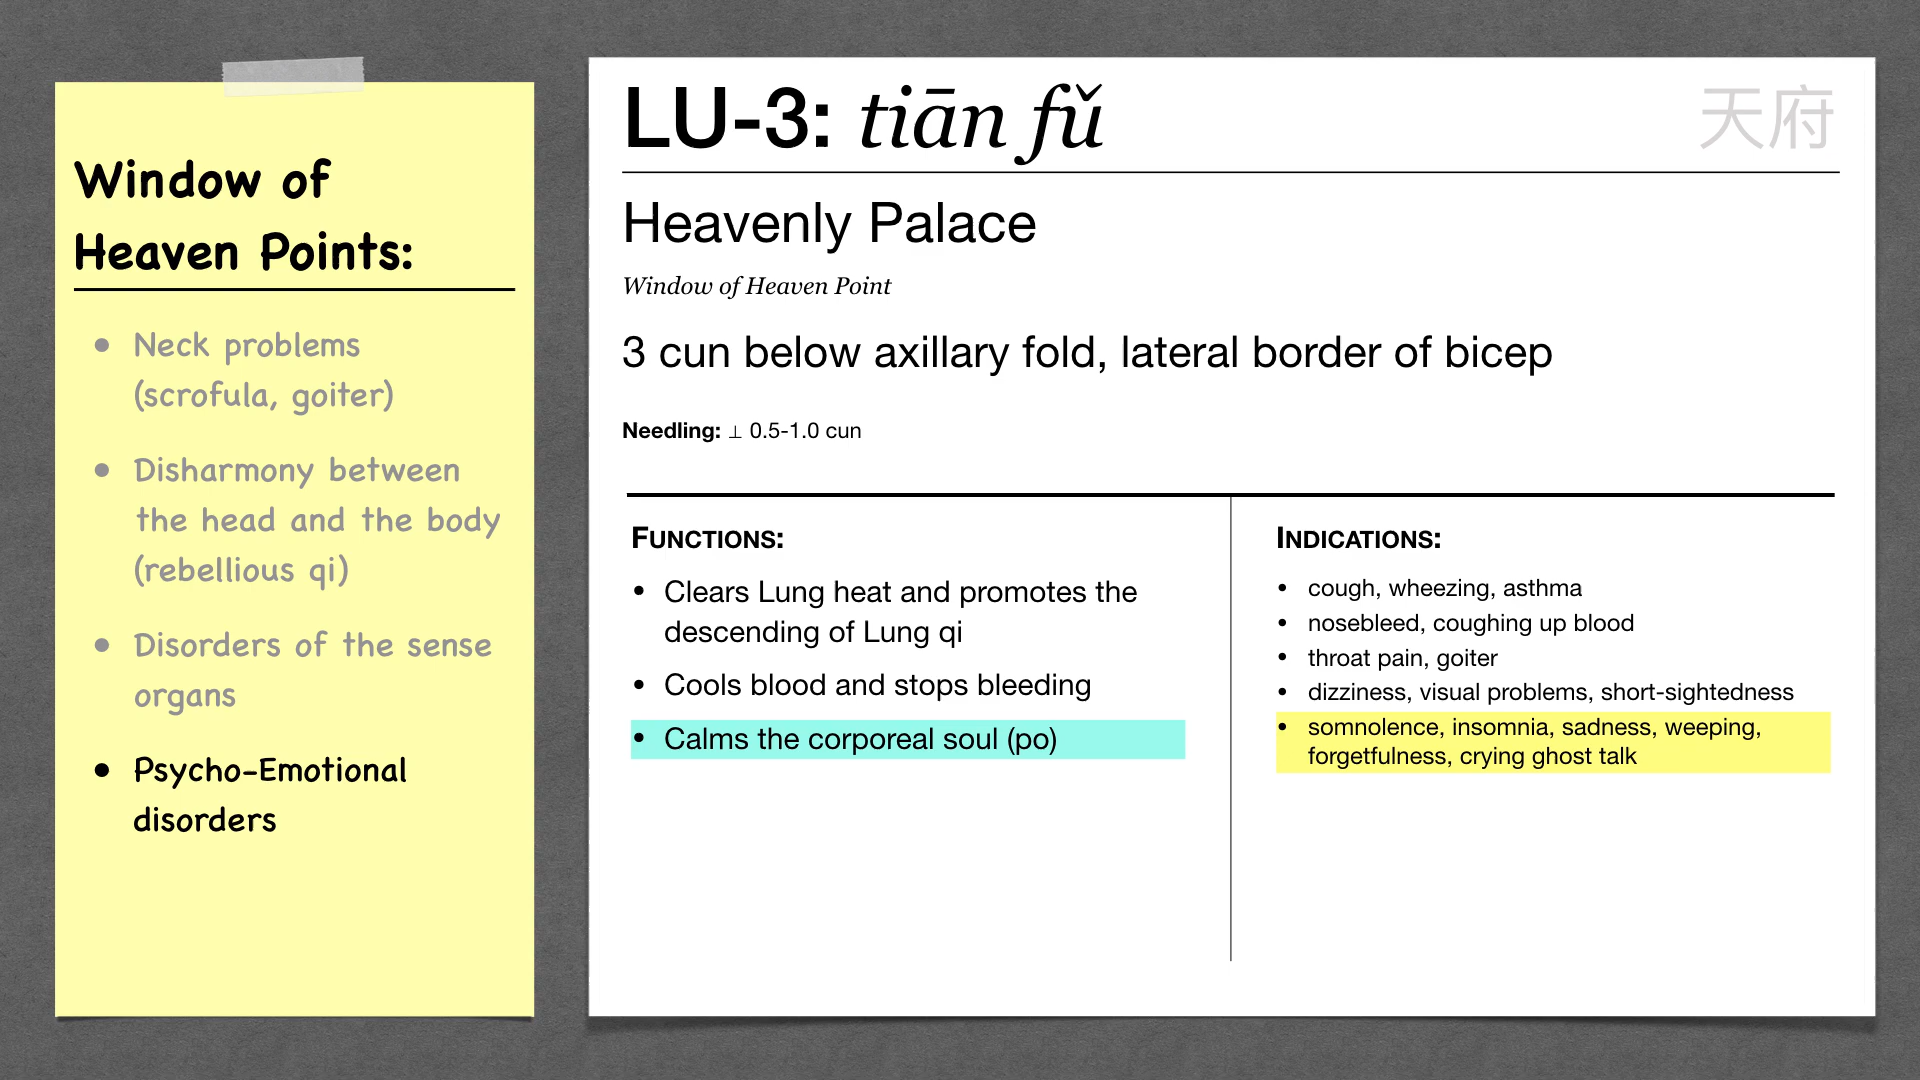 Window of
Heaven Points:
• Neck problems
(scrofula, goiter)
• Disharmony between
the head and the body
(rebellious qi)
• Disorders of the sense
organs
• Psycho-Emotional
disorders
LU-3: tiān fǔ
天府
Heavenly Palace
Window of Heaven Point
3 cun below axillary fold, lateral border of bicep
Needling: ⊥ 0.5-1.0 cun
FUNCTIONS:
• Clears Lung heat and promotes the
descending of Lung qi
• Cools blood and stops bleeding
• Calms the corporeal soul (po)
INDICATIONS:
• cough, wheezing, asthma
• nosebleed, coughing up blood
• throat pain, goiter
• dizziness, visual problems, short-sightedness
• somnolence, insomnia, sadness, weeping,
forgetfulness, crying ghost talk